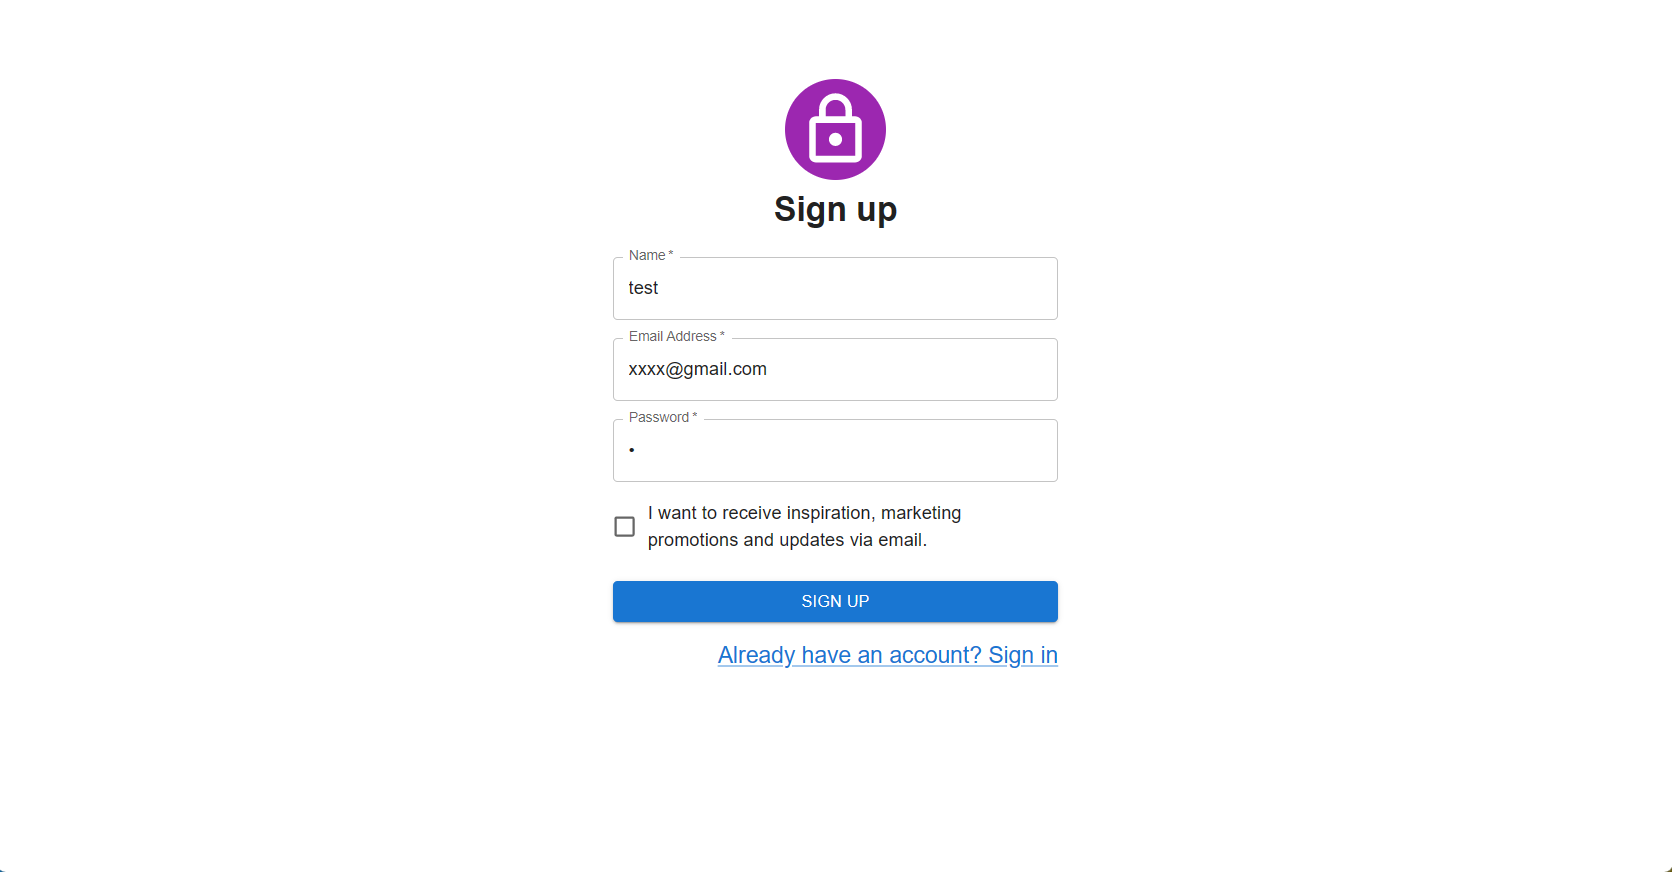 Sign up
Name *
test
Email Address *
xxxx@gmail.com
Password *
•
I want to receive inspiration, marketing
promotions and updates via email.
SIGN UP
Already have an account? Sign in